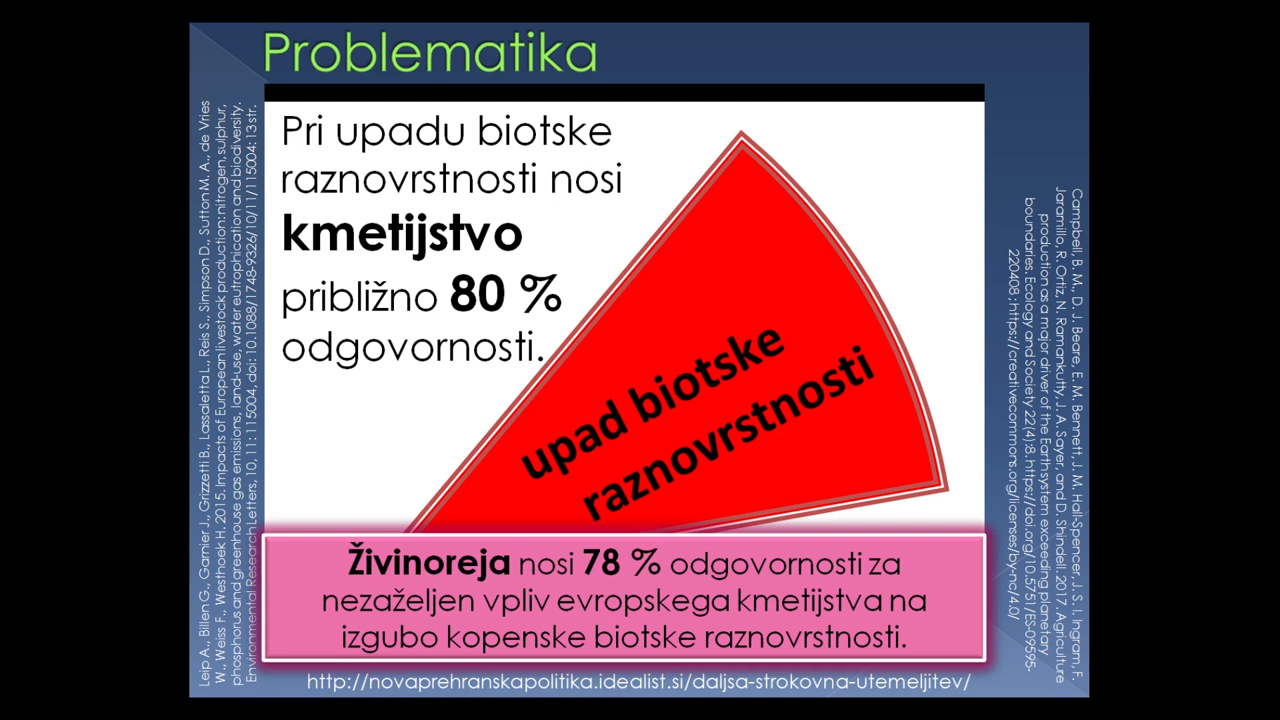 Problematika
Pri upadu biotske
raznovrstnosti nosi
kmetijstvo
približno 80 %
odgovornosti.
upad biotske
raznovrstnosti
Živinoreja nosi 78 % odgovornosti za
nezaželjen vpliv evropskega kmetijstva na
izgubo kopenske biotske raznovrstnosti.
http://novaprehranskapolitika.idealist.si/daljsa-strokovna-utemeljitev/
Leip A., Billen G., Garnier J., Grizzetti B., Lassaletta L., Reis S., Simpson D., Sutton M. A., de Vries
W., Weiss F., Westhoek H. 2015. Impacts of European livestock production: nitrogen, sulphur,
phosphorus and greenhouse gas emissions, land-use, water eutrophication and biodiversity.
Environmental Research Letters, 10, 11: 115004, doi: 10.1088/1748-9326/10/11/115004: 13 str.
Campbell, B. M., D. J. Beare, E. M. Bennett, J. M. Hall-Spencer, J. S. I. Ingram, F.
Jaramillo, R. Ortiz, N. Ramankutty, J. A. Sayer, and D. Shindell. 2017. Agriculture
production as a major driver of the Earth system exceeding planetary
boundaries. Ecology and Society 22(4):8. https://doi.org/10.5751/ES-09595-
220408 ; https://creativecommons.org/licenses/by-nc/4.0/